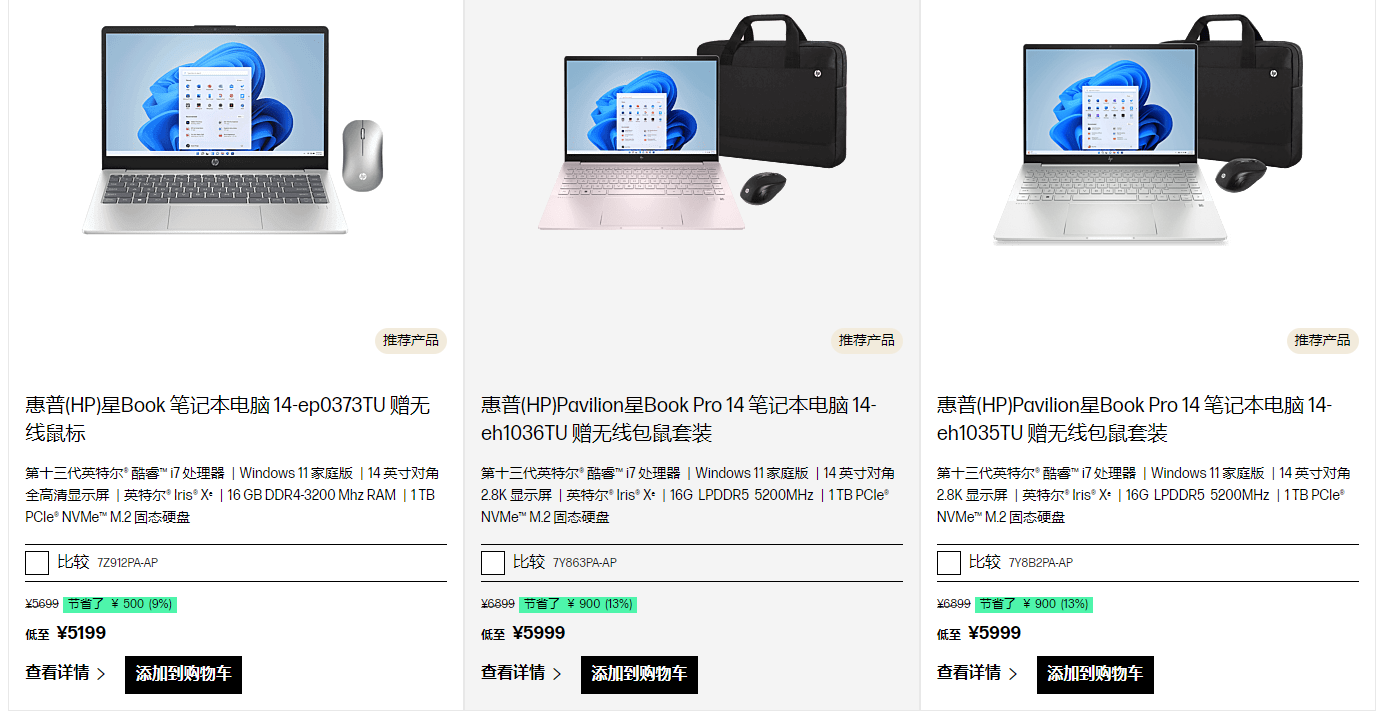 推荐产品
惠普(HP)星Book 笔记本电脑 14-ep0373TU 赠无
线鼠标
第十三代英特尔® 酷睿™ i7 处理器 | Windows 11 家庭版 | 14 英寸对角
全高清显示屏 | 英特尔® Iris® Xᵉ | 16 GB DDR4-3200 Mhz RAM | 1 TB
PCIe® NVMe™ M.2 固态硬盘
比较 7Z912PA-AP
¥5699 节省了 ¥ 500 (9%)
低至 ¥5199
查看详情 > 添加到购物车
推荐产品
惠普(HP)Pavilion星Book Pro 14 笔记本电脑 14-
eh1036TU 赠无线包鼠套装
第十三代英特尔® 酷睿™ i7 处理器 | Windows 11 家庭版 | 14 英寸对角
2.8K 显示屏 | 英特尔® Iris® Xᵉ | 16G LPDDR5 5200MHz | 1 TB PCIe®
NVMe™ M.2 固态硬盘
比较 7Y863PA-AP
¥6899 节省了 ¥ 900 (13%)
低至 ¥5999
查看详情 > 添加到购物车
推荐产品
惠普(HP)Pavilion星Book Pro 14 笔记本电脑 14-
eh1035TU 赠无线包鼠套装
第十三代英特尔® 酷睿™ i7 处理器 | Windows 11 家庭版 | 14 英寸对角
2.8K 显示屏 | 英特尔® Iris® Xᵉ | 16G LPDDR5 5200MHz | 1 TB PCIe®
NVMe™ M.2 固态硬盘
比较 7Y8B2PA-AP
¥6899 节省了 ¥ 900 (13%)
低至 ¥5999
查看详情 > 添加到购物车